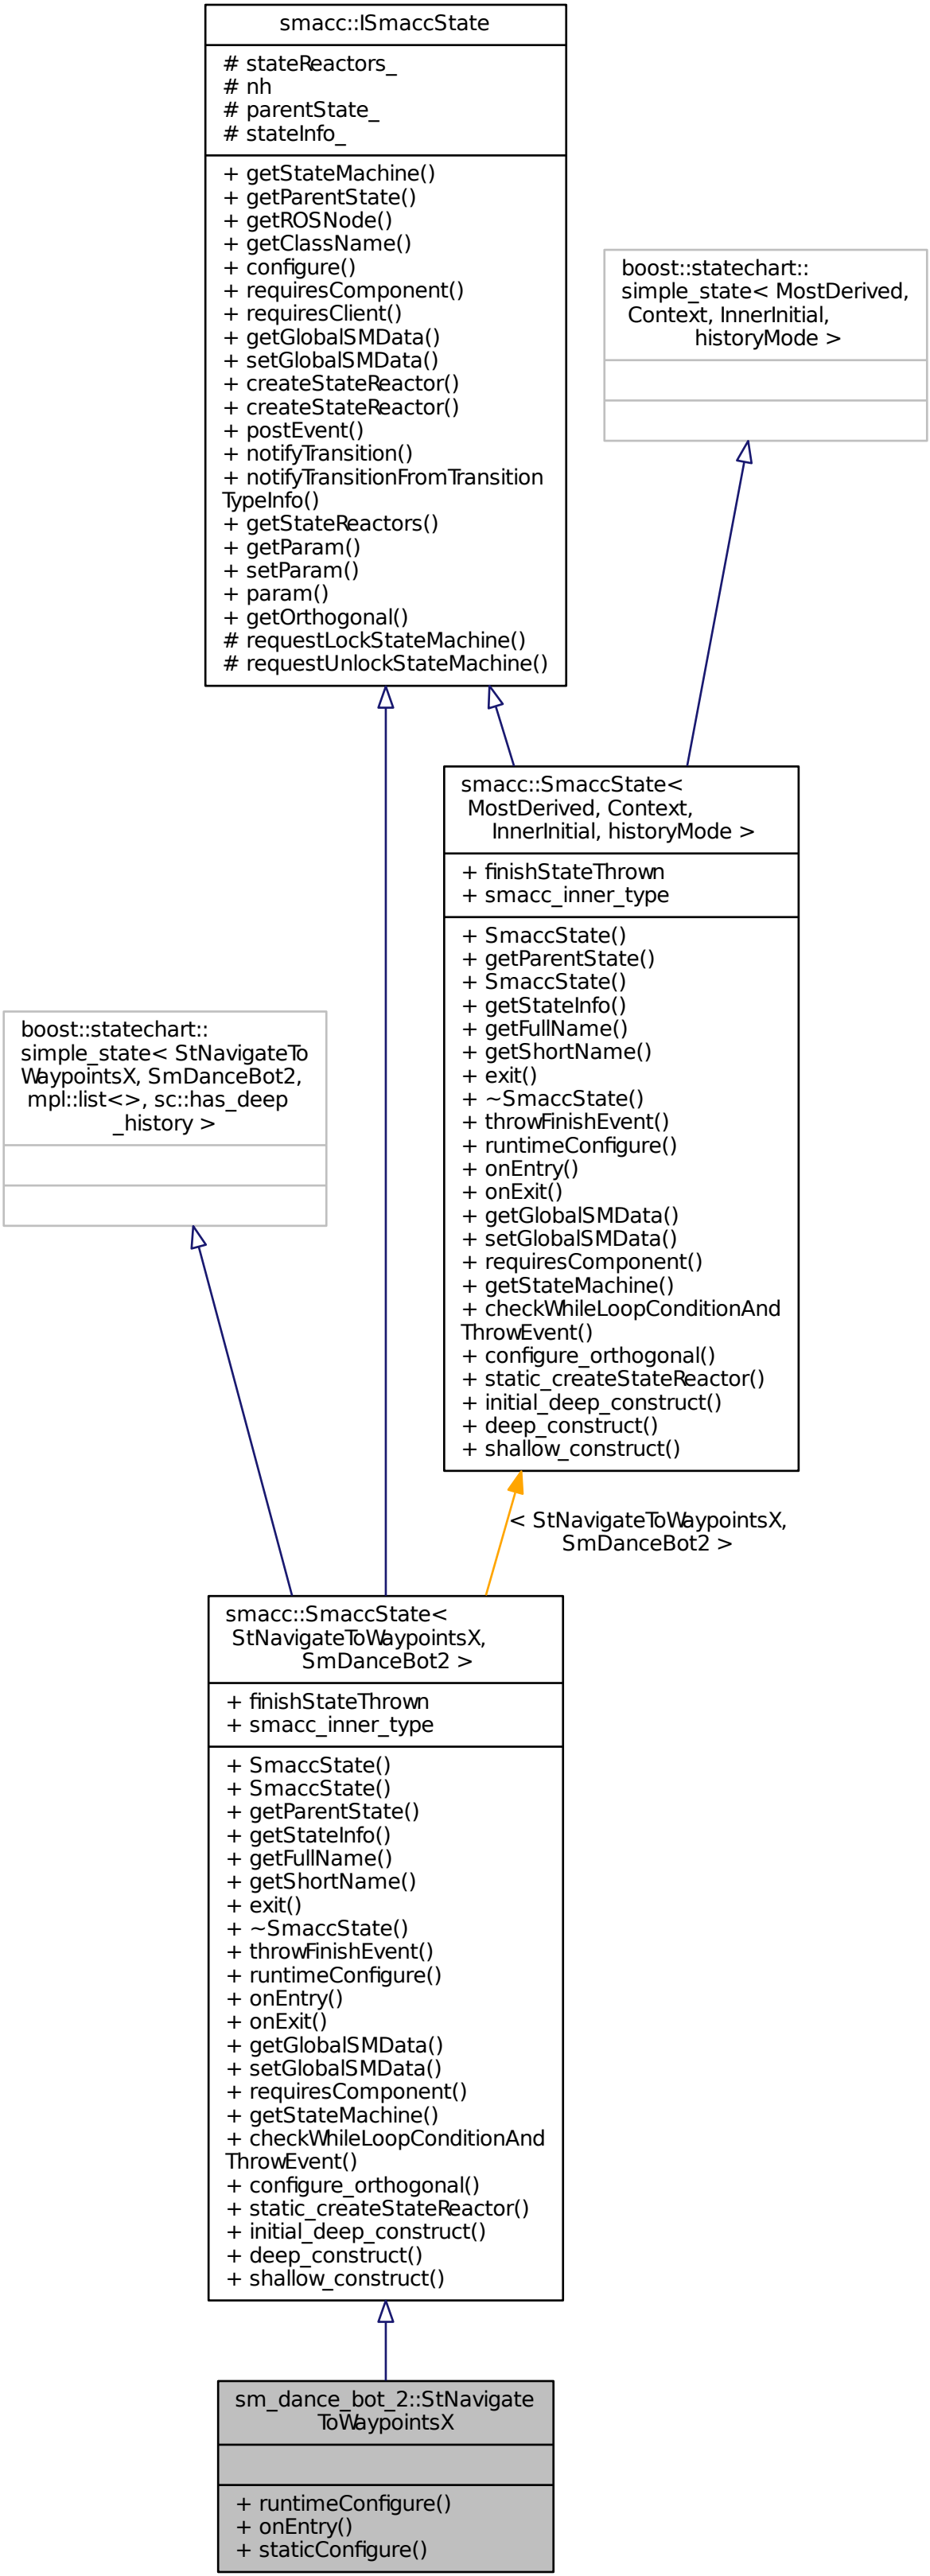 smacc::ISmaccState
# stateReactors_
# nh
# parentState_
# stateInfo_
+ getStateMachine()
+ getParentState()
+ getROSNode()
+ getClassName()
+ configure()
+ requiresComponent()
+ requiresClient()
+ getGlobalSMData()
+ setGlobalSMData()
+ createStateReactor()
+ createStateReactor()
+ postEvent()
+ notifyTransition()
+ notifyTransitionFromTransition
TypeInfo()
+ getStateReactors()
+ getParam()
+ setParam()
+ param()
+ getOrthogonal()
# requestLockStateMachine()
# requestUnlockStateMachine()
boost::statechart::
simple_state< MostDerived,
Context, InnerInitial,
historyMode >
smacc::SmaccState<
MostDerived, Context,
InnerInitial, historyMode >
+ finishStateThrown
+ smacc_inner_type
+ SmaccState()
+ getParentState()
+ SmaccState()
+ getStateInfo()
+ getFullName()
+ getShortName()
+ exit()
+ ~SmaccState()
+ throwFinishEvent()
+ runtimeConfigure()
+ onEntry()
+ onExit()
+ getGlobalSMData()
+ setGlobalSMData()
+ requiresComponent()
+ getStateMachine()
+ checkWhileLoopConditionAnd
ThrowEvent()
+ configure_orthogonal()
+ static_createStateReactor()
+ initial_deep_construct()
+ deep_construct()
+ shallow_construct()
boost::statechart::
simple_state< StNavigateTo
WaypointsX, SmDanceBot2,
mpl::list<>, sc::has_deep
_history >
< StNavigateToWaypointsX,
SmDanceBot2 >
smacc::SmaccState<
StNavigateToWaypointsX,
SmDanceBot2 >
+ finishStateThrown
+ smacc_inner_type
+ SmaccState()
+ SmaccState()
+ getParentState()
+ getStateInfo()
+ getFullName()
+ getShortName()
+ exit()
+ ~SmaccState()
+ throwFinishEvent()
+ runtimeConfigure()
+ onEntry()
+ onExit()
+ getGlobalSMData()
+ setGlobalSMData()
+ requiresComponent()
+ getStateMachine()
+ checkWhileLoopConditionAnd
ThrowEvent()
+ configure_orthogonal()
+ static_createStateReactor()
+ initial_deep_construct()
+ deep_construct()
+ shallow_construct()
sm_dance_bot_2::StNavigate
ToWaypointsX
+ runtimeConfigure()
+ onEntry()
+ staticConfigure()